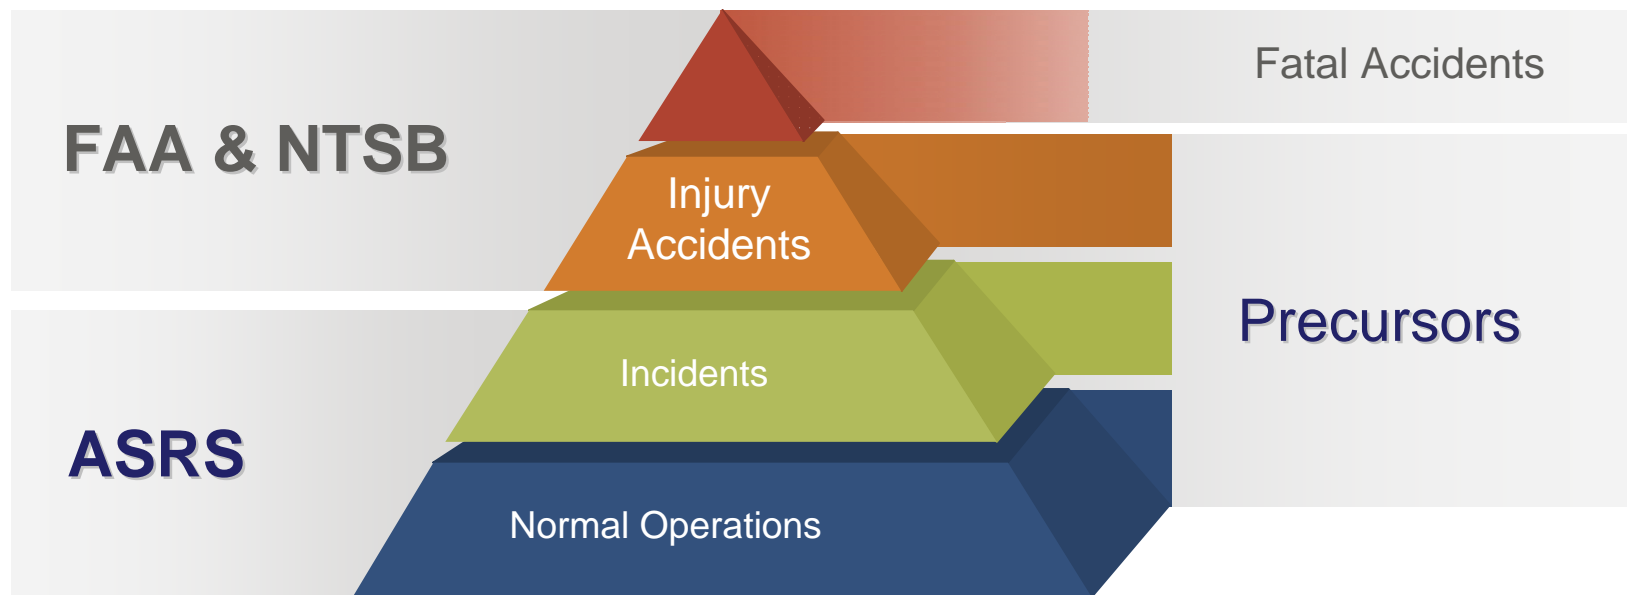 Fatal Accidents
FAA & NTSB
Injury
Accidents
Precursors
Incidents
ASRS
Normal Operations